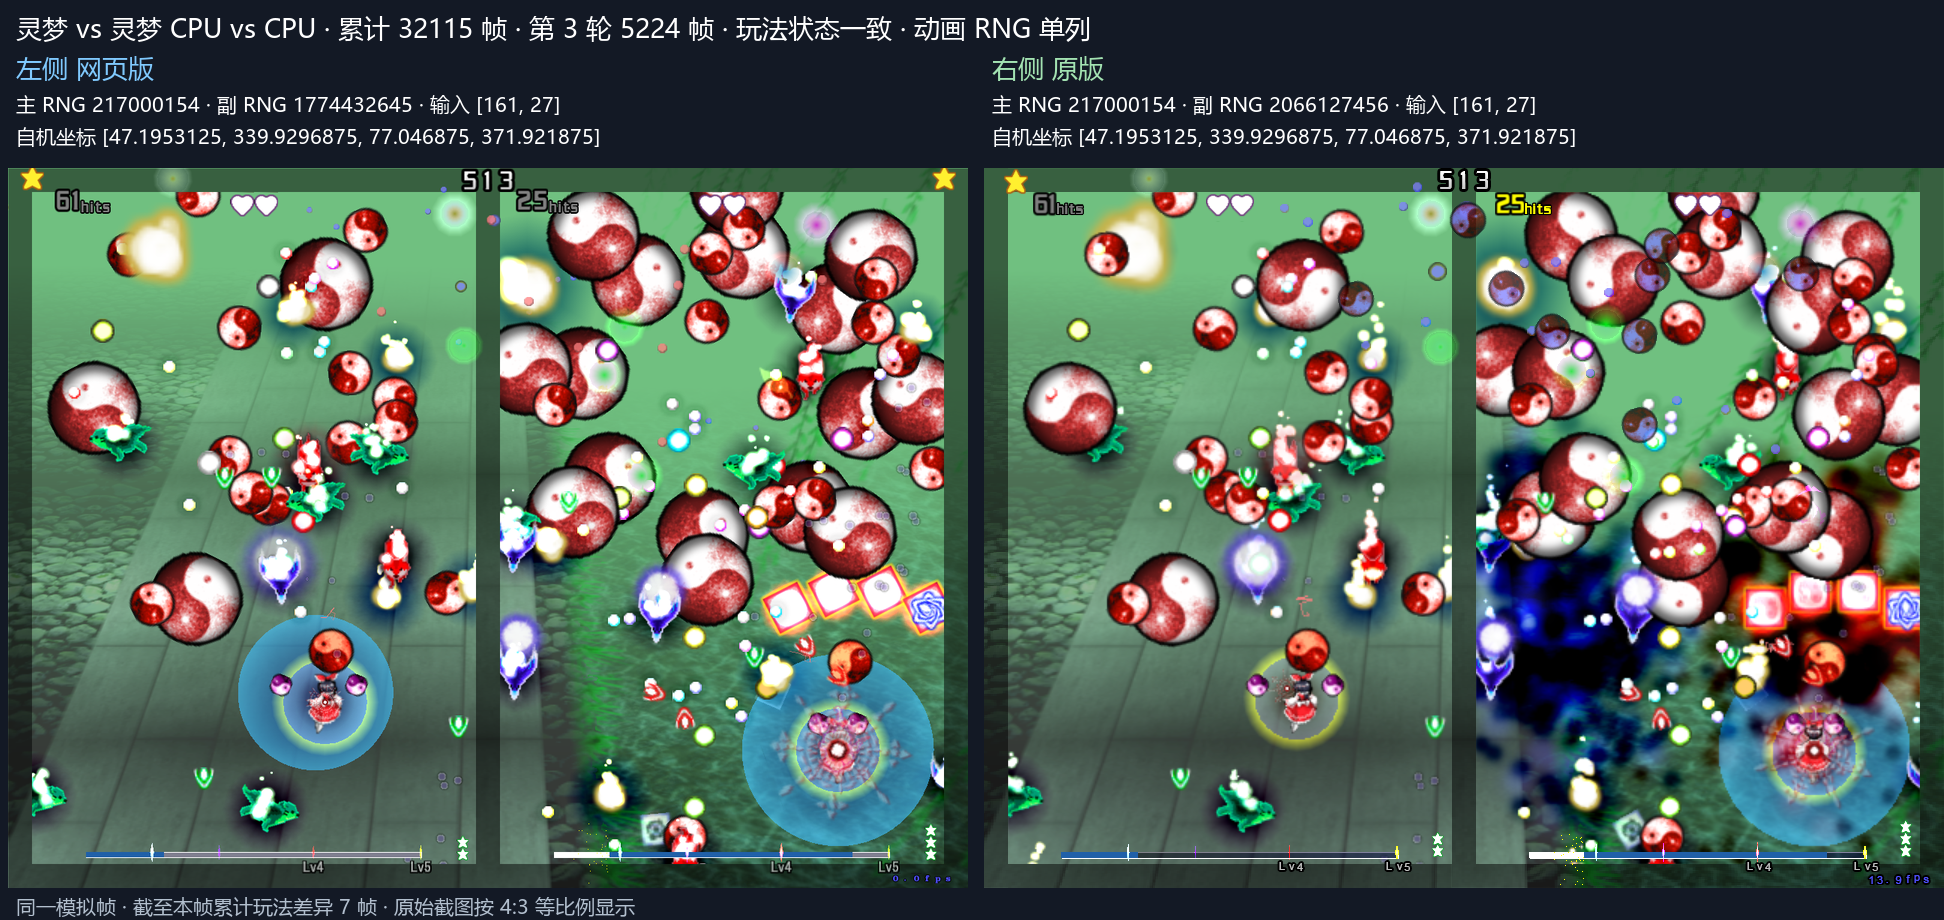 灵梦 vs 灵梦 CPU vs CPU · 累计 32115 帧 · 第 3 轮 5224 帧 · 玩法状态一致 · 动画 RNG 单列
左侧 网页版
主 RNG 217000154 · 副 RNG 1774432645 · 输入 [161, 27]
自机坐标 [47.1953125, 339.9296875, 77.046875, 371.921875]
右侧 原版
主 RNG 217000154 · 副 RNG 2066127456 · 输入 [161, 27]
自机坐标 [47.1953125, 339.9296875, 77.046875, 371.921875]
513
61hits
25hits
Lv4
Lv5
Lv4
Lv5
0.0fps
513
61hits
25hits
Lv4
Lv5
Lv4
Lv5
13.9fps
同一模拟帧 · 截至本帧累计玩法差异 7 帧 · 原始截图按 4:3 等比例显示